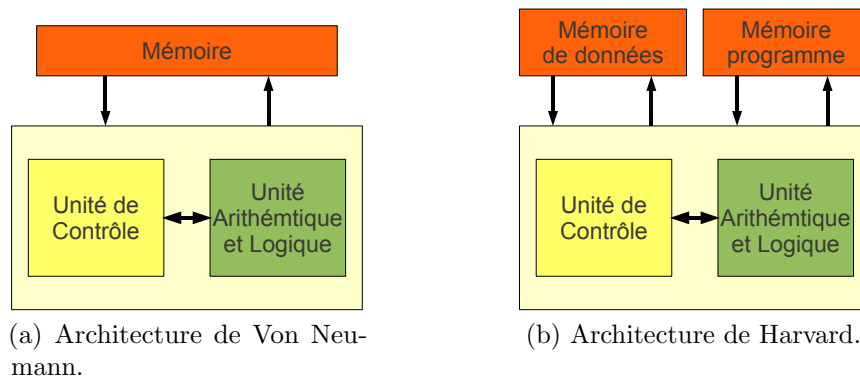 Mémoire
Unité de
Contrôle
Unité
Arithémtique
et Logique
(a) Architecture de Von Neu-
mann.
Mémoire
de données
Mémoire
programme
Unité de
Contrôle
Unité
Arithémtique
et Logique
(b) Architecture de Harvard.